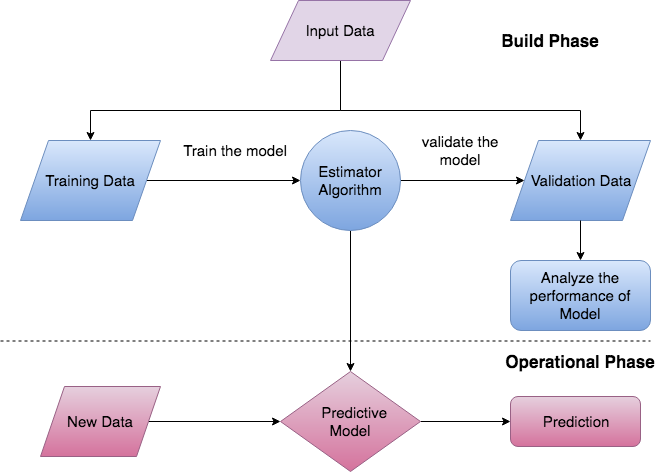 Input Data
Build Phase
Train the model
validate the
model
Training Data
Estimator
Algorithm
Validation Data
Analyze the
performance of
Model
Operational Phase
New Data
Predictive
Model
Prediction